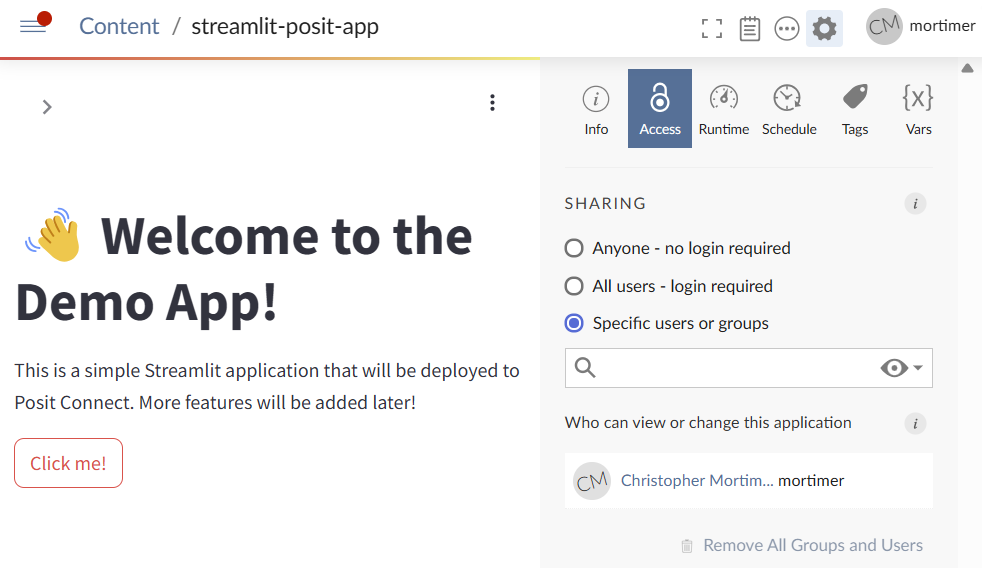 Content / streamlit-posit-app
CM mortimer
Info Access Runtime Schedule Tags {x} Vars
Welcome to the
Demo App!
This is a simple Streamlit application that will be deployed to
Posit Connect. More features will be added later!
Click me!
SHARING
Anyone - no login required
All users - login required
Specific users or groups
Who can view or change this application
CM Christopher Mortim... mortimer
Remove All Groups and Users